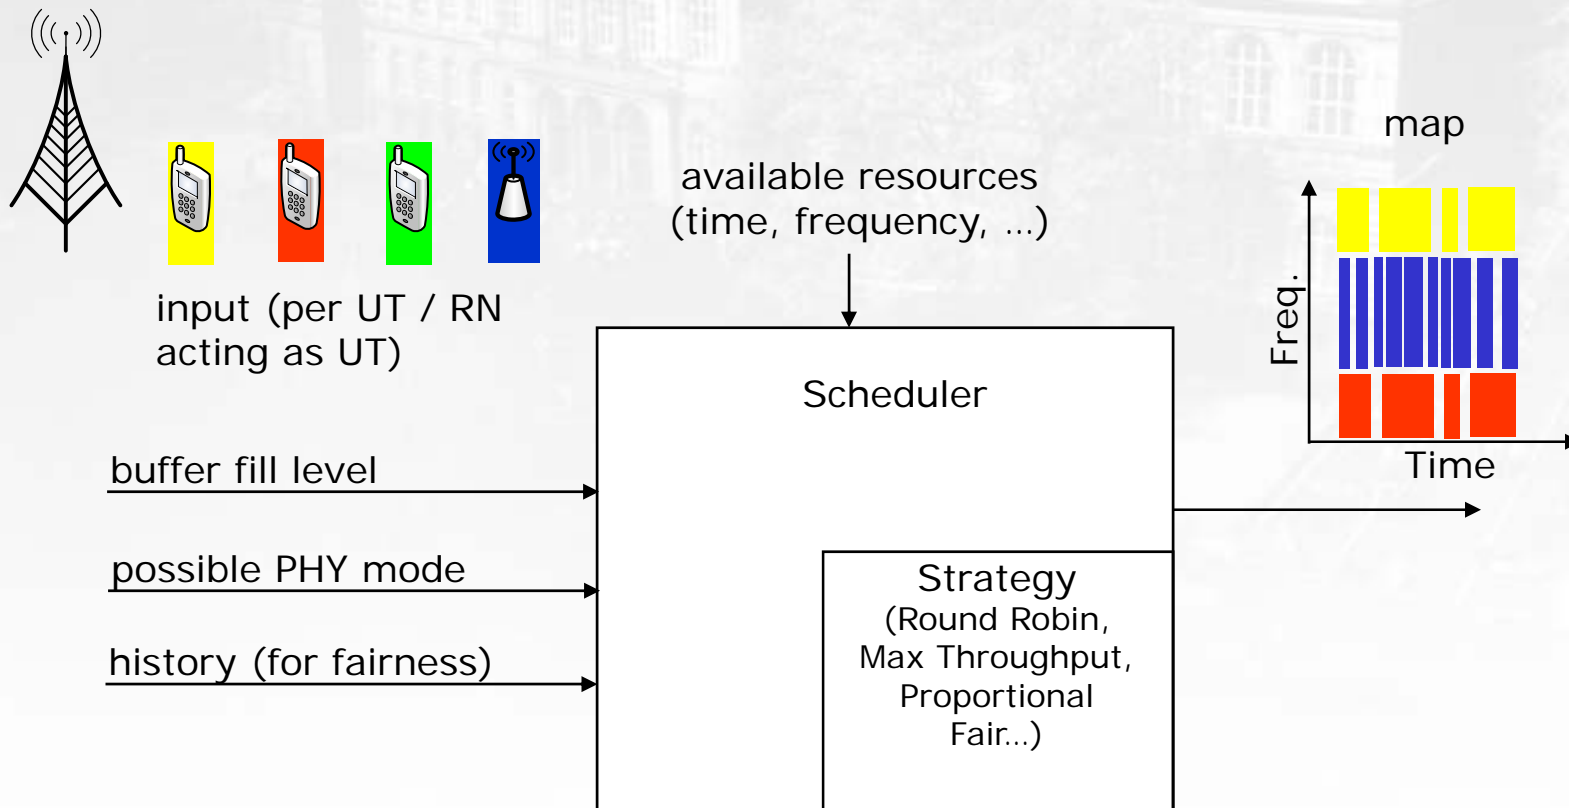 map
available resources
(time, frequency, ...)
input (per UT / RN
acting as UT)
Freq.
Time
Scheduler
buffer fill level
possible PHY mode
history (for fairness)
Strategy
(Round Robin,
Max Throughput,
Proportional
Fair...)